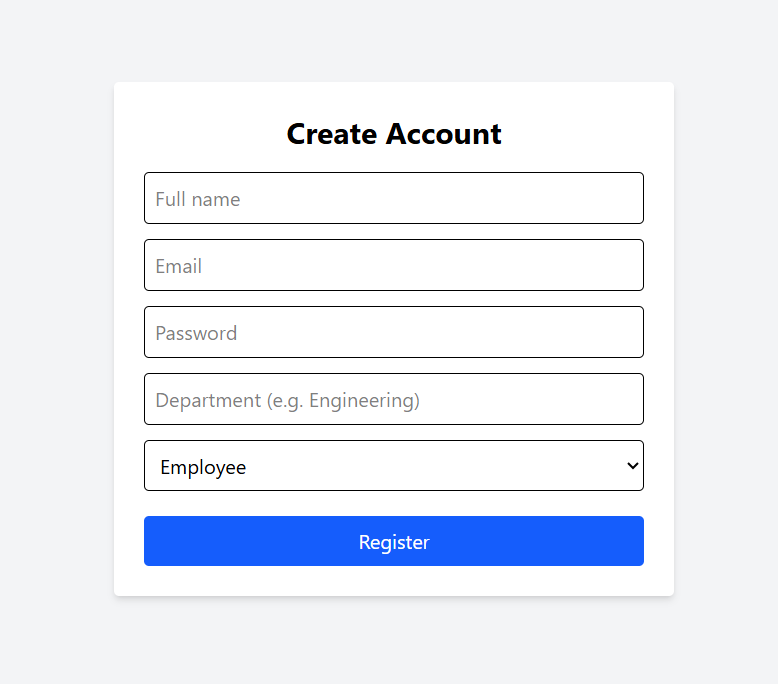 Create Account
Full name
Email
Password
Department (e.g. Engineering)
Employee
Register